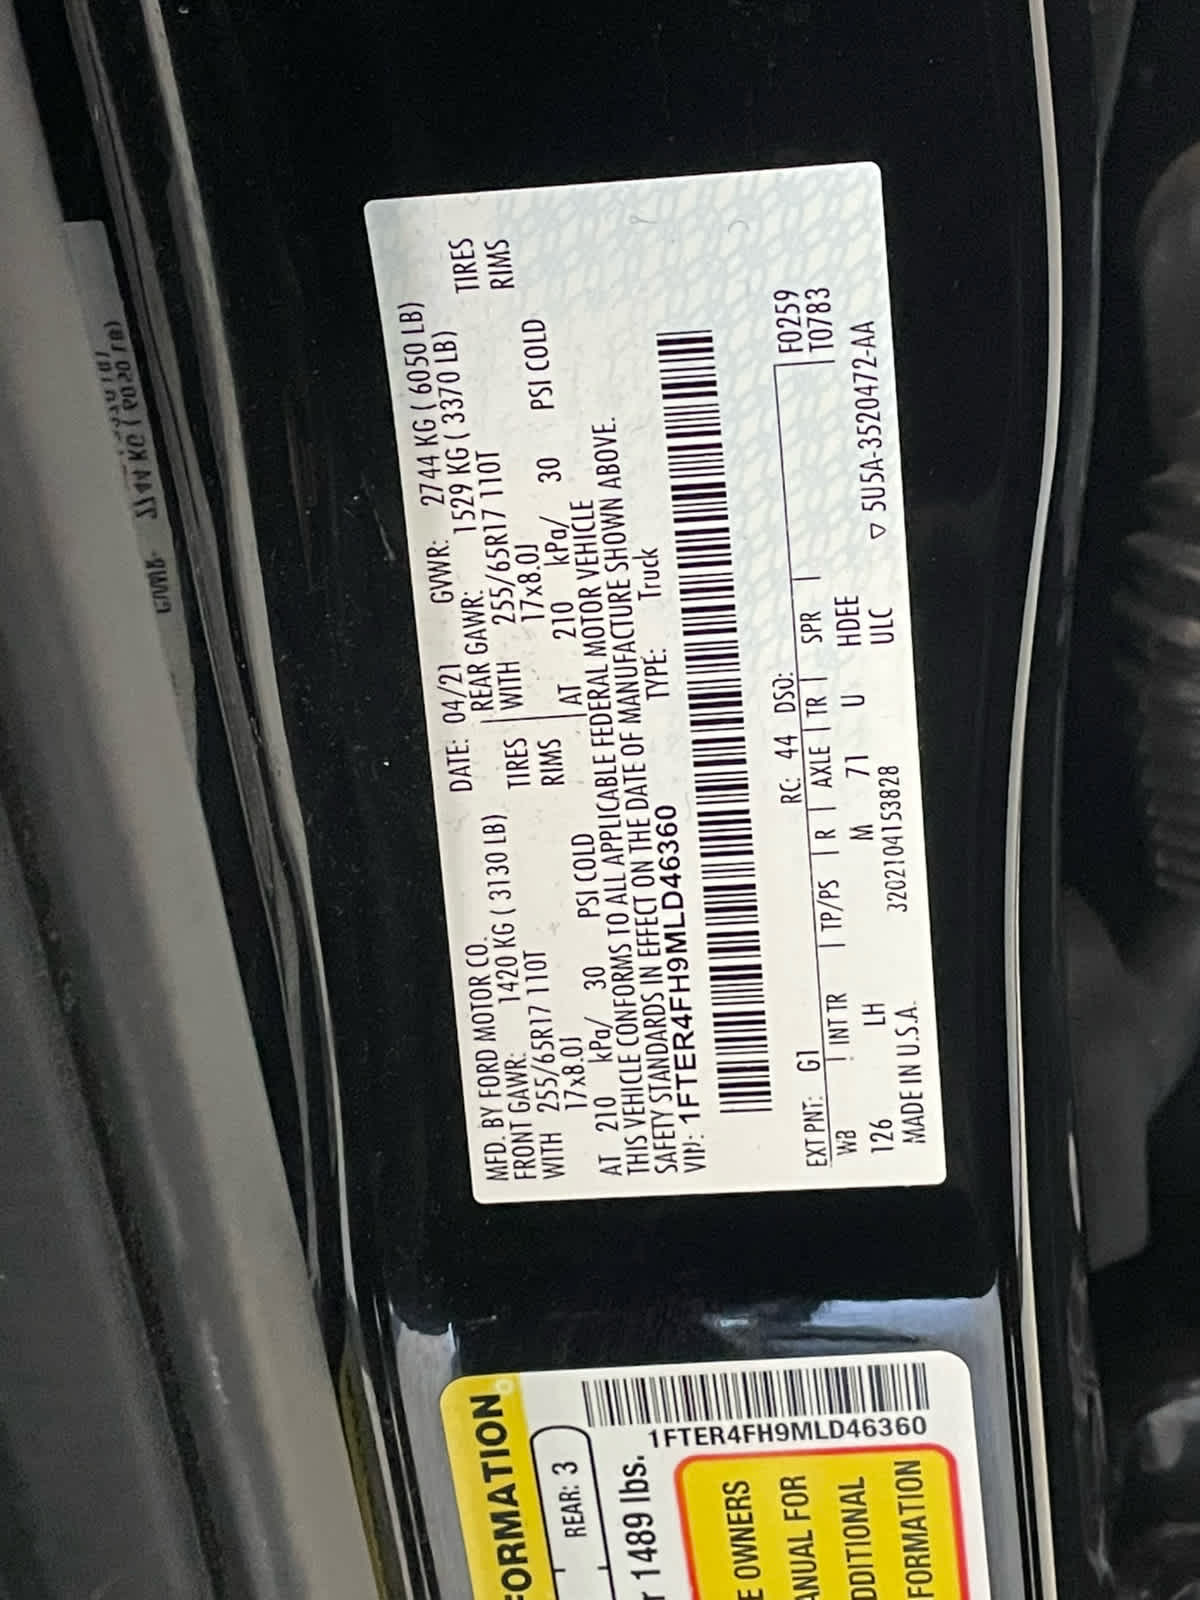 MFD. BY FORD MOTOR CO. DATE: 04/21 GVWR: 2744 KG ( 6050 LB)
FRONT GAWR: 1420 KG ( 3130 LB) REAR GAWR: 1529 KG ( 3370 LB)
WITH 255/65R17 110T TIRES WITH 255/65R17 110T TIRES
17x8.0J RIMS 17x8.0J RIMS
AT 210 kPa/ 30 PSI COLD AT 210 kPa/ 30 PSI COLD
THIS VEHICLE CONFORMS TO ALL APPLICABLE FEDERAL MOTOR VEHICLE
SAFETY STANDARDS IN EFFECT ON THE DATE OF MANUFACTURE SHOWN ABOVE.
VIN: 1FTER4FH9MLD46360 TYPE: Truck
EXT PNT: G1 RC: 44 DSO: F0259
WB INT TR TP/PS R AXLE TR SPR T0783
126 LH M 71 U HDEE
MADE IN U.S.A. 3202104153828 ULC ▽ 5U5A-3520472-AA
FORMATION
REAR: 3
1489 lbs.
1FTER4FH9MLD46360
OWNERS
FOR